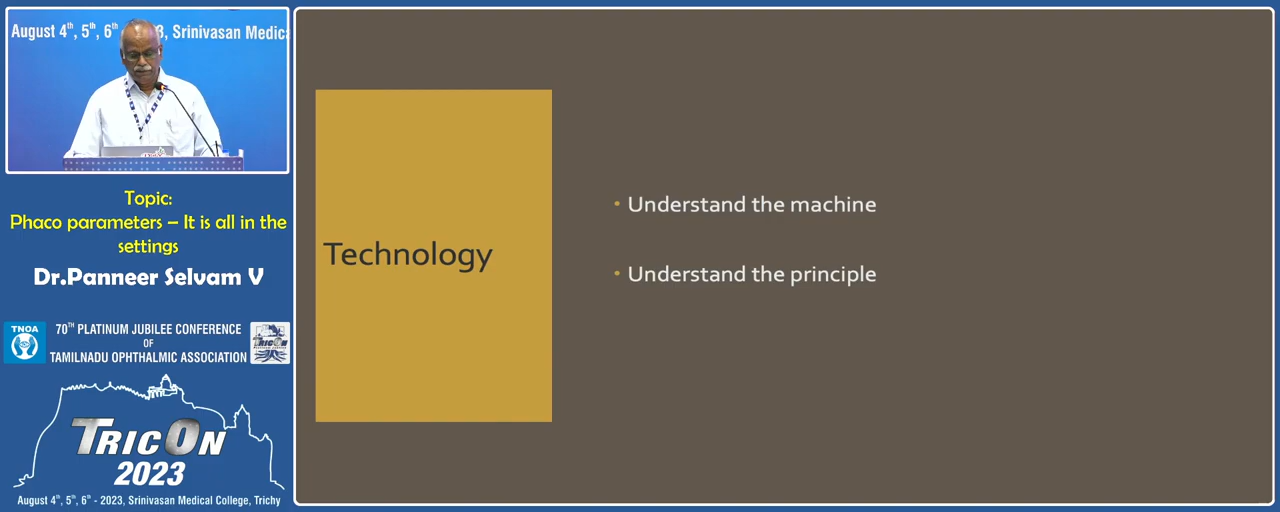 August 4th, 5th, 6th 3, Srinivasan Medic
Topic:
Phaco parameters – It is all in the
settings
Dr.Panneer Selvam V
TNOA
70TH PLATINUM JUBILEE CONFERENCE
OF
TAMILNADU OPHTHALMIC ASSOCIATION
TRICON
TRICON
2023
August 4th, 5th, 6th - 2023, Srinivasan Medical College, Trichy
Technology
• Understand the machine
• Understand the principle